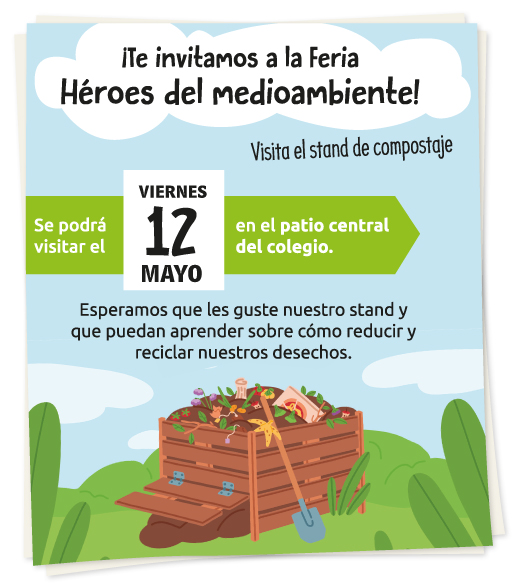 ¡Te invitamos a la Feria
Héroes del medioambiente!
Visita el stand de compostaje
Se podrá
visitar el
VIERNES
12
MAYO
en el patio central
del colegio.
Esperamos que les guste nuestro stand y
que puedan aprender sobre cómo reducir y
reciclar nuestros desechos.